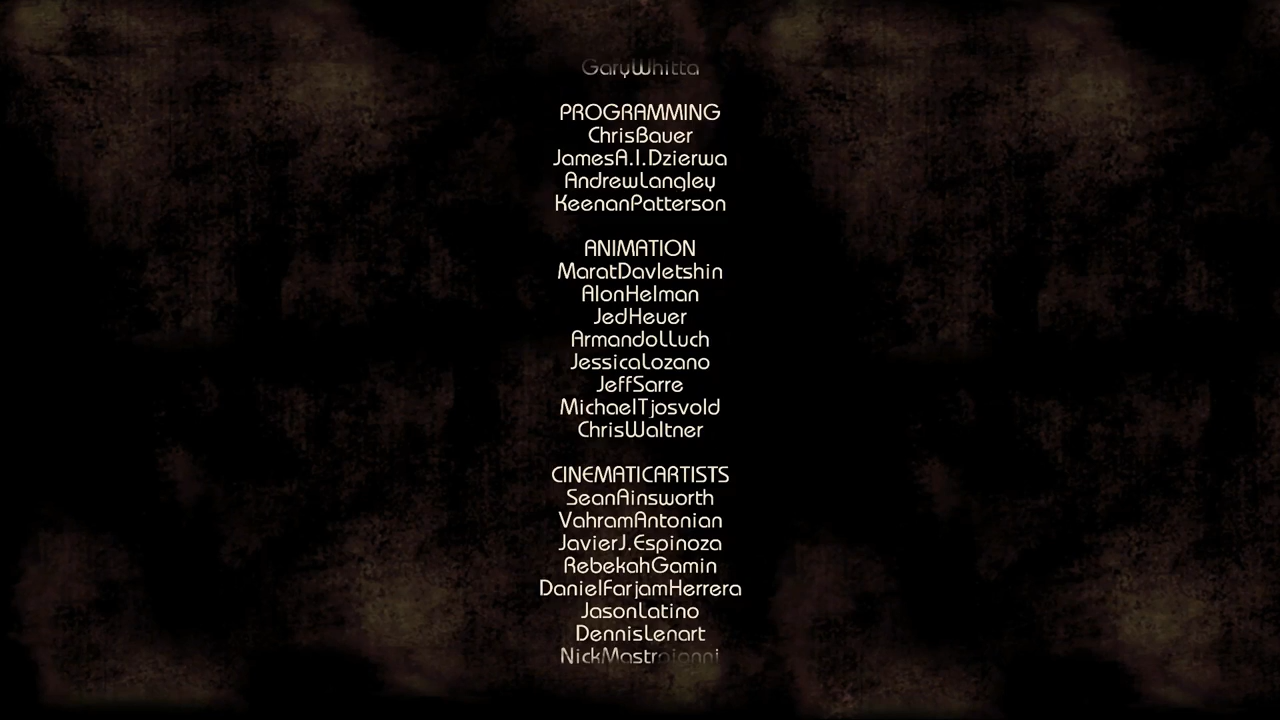 GaryWhitta
PROGRAMMING
ChrisBauer
JamesA.I.Dzierwa
AndrewLangley
KeenanPatterson
ANIMATION
MaratDavletshin
AlonHelman
JedHeuer
ArmandoLLuch
JessicaLozano
JeffSarre
MichaelTjosvold
ChrisWaltner
CINEMATICARTISTS
SeanAinsworth
VahramAntonian
JavierJ.Espinoza
RebekahGamin
DanielFarjamHerrera
JasonLatino
DennisLenart
NickMastroianni